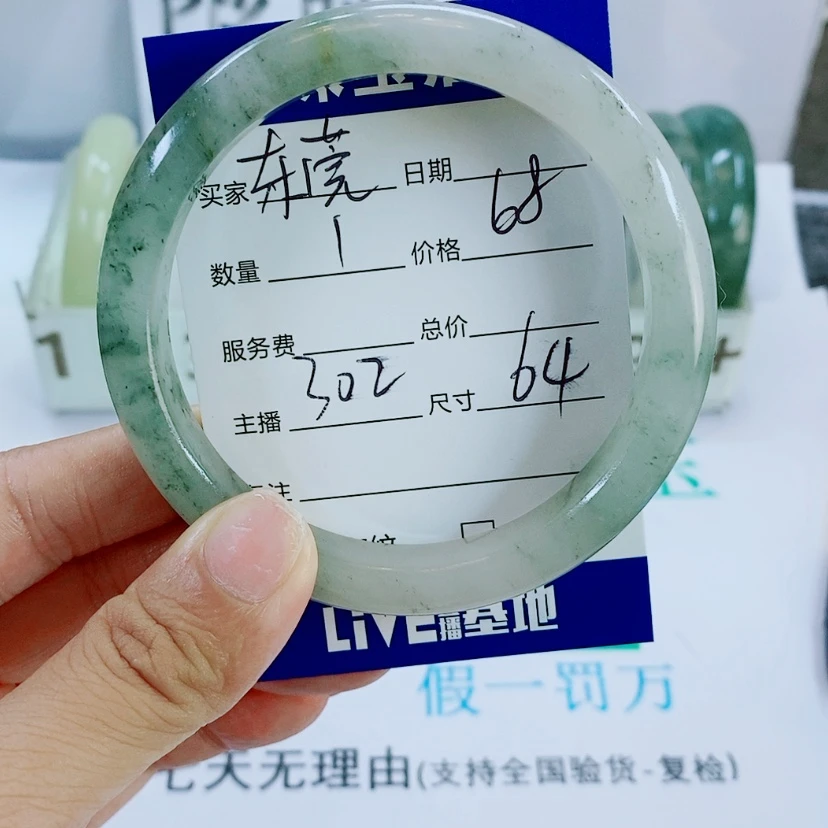 买家 东莞 日期
数量 1 价格 68
服务费 总价
主播 302 尺寸 64
注
LIVE直播基地
假一罚万
七天无理由(支持全国验货-复检)